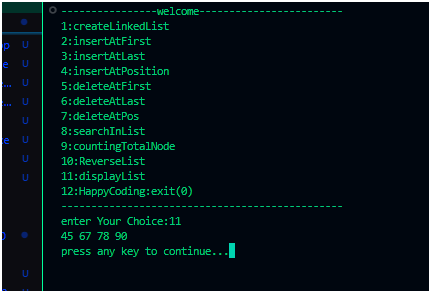 ----------------welcome------------------------
1:createLinkedList
2:insertAtFirst
3:insertAtLast
4:insertAtPosition
5:deleteAtFirst
6:deleteAtLast
7:deleteAtPos
8:searchInList
9:countingTotalNode
10:ReverseList
11:displayList
12:HappyCoding:exit(0)
-----------------------------------------------
enter Your Choice:11
45 67 78 90
press any key to continue...